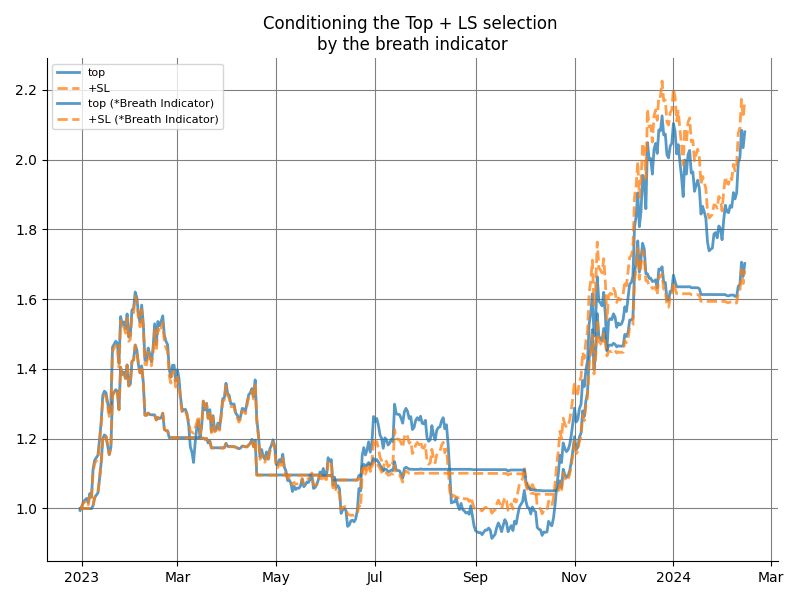 Conditioning the Top + LS selection
by the breath indicator
top
+SL
top (*Breath Indicator)
+SL (*Breath Indicator)
2.2
2.0
1.8
1.6
1.4
1.2
1.0
2023
Mar
May
Jul
Sep
Nov
2024
Mar